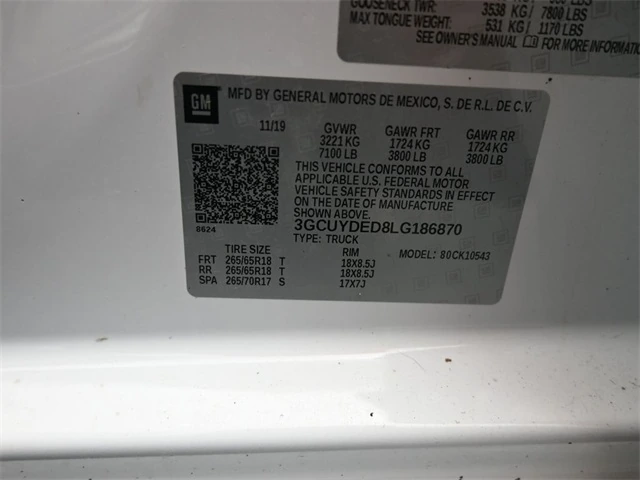 GOOSENECK TWR: 3538 KG/ 7800 LBS
MAX TONGUE WEIGHT: 531 KG/ 1170 LBS
SEE OWNER'S MANUAL FOR MORE INFORMATION
GM
MFD BY GENERAL MOTORS DE MEXICO, S. DE R.L. DE C.V.
11/19 GVWR GAWR FRT GAWR RR
3221 KG 1724 KG 1724 KG
7100 LB 3800 LB 3800 LB
THIS VEHICLE CONFORMS TO ALL
APPLICABLE U.S. FEDERAL MOTOR
VEHICLE SAFETY STANDARDS IN EFFECT
ON THE DATE OF MANUFACTURE
SHOWN ABOVE.
8624 3GCUYDED8LG186870
TYPE: TRUCK MODEL: 80CK10543
TIRE SIZE RIM
FRT 265/65R18 T 18X8.5J
RR 265/65R18 T 18X8.5J
SPA 265/70R17 S 17X7J